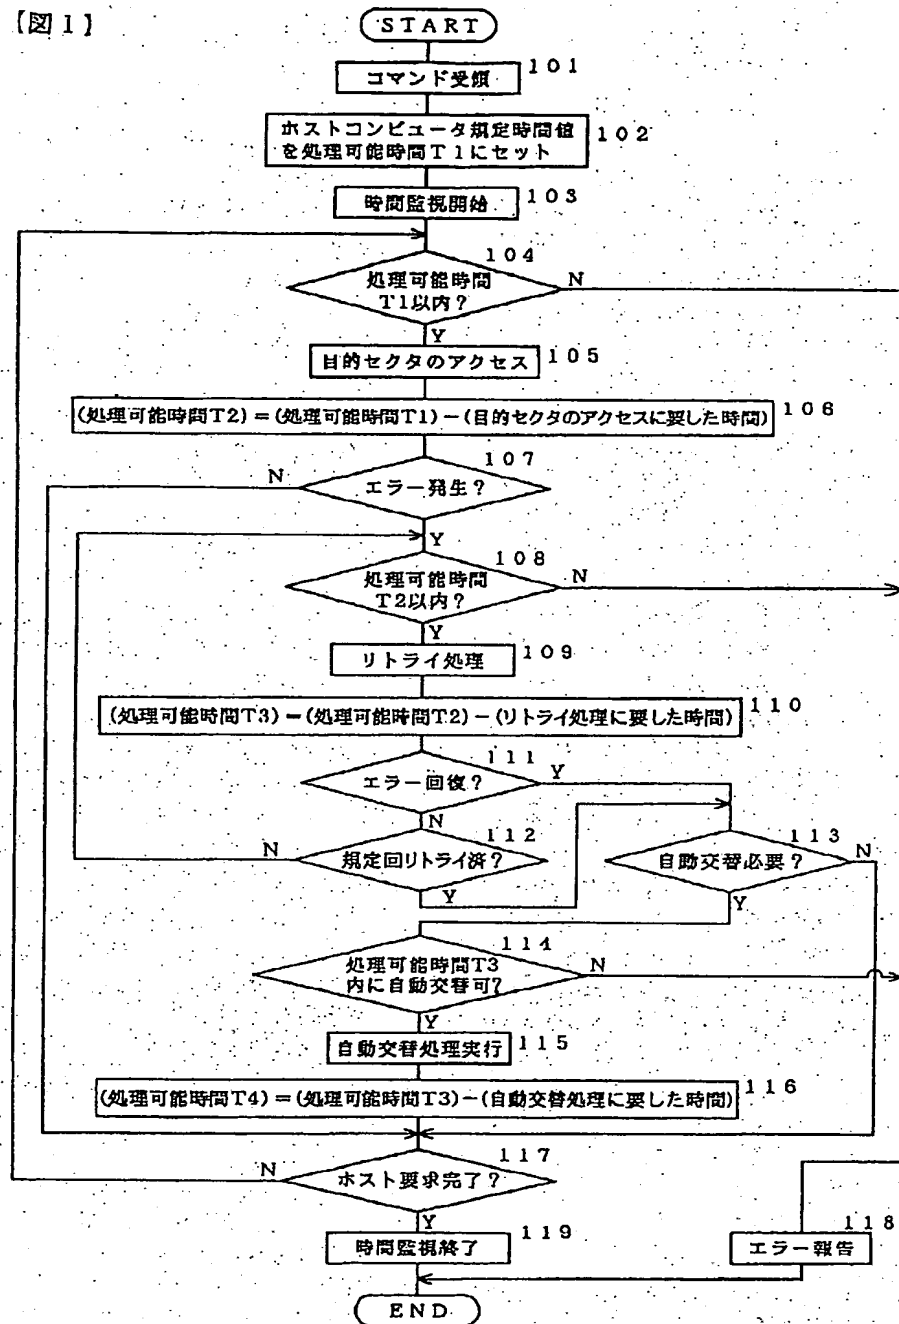 【図1】
START
コマンド受領
101
ホストコンピュータ規定時間値
を処理可能時間T1にセット
102
時間監視開始
103
104
処理可能時間
T1以内?
N
Y
目的セクタのアクセス
105
(処理可能時間T2)=(処理可能時間T1)-(目的セクタのアクセスに要した時間)
106
107
エラー発生?
N
Y
108
処理可能時間
T2以内?
N
Y
リトライ処理
109
(処理可能時間T3)-(処理可能時間T2)-(リトライ処理に要した時間)
110
111
エラー回復?
Y
N
112
規定回リトライ済?
N
Y
113
自動交替必要?
N
Y
114
処理可能時間T3
内に自動交替可?
N
Y
自動交替処理実行
115
(処理可能時間T4)=(処理可能時間T3)-(自動交替処理に要した時間)
116
117
ホスト要求完了?
N
Y
時間監視終了
119
118
エラー報告
END